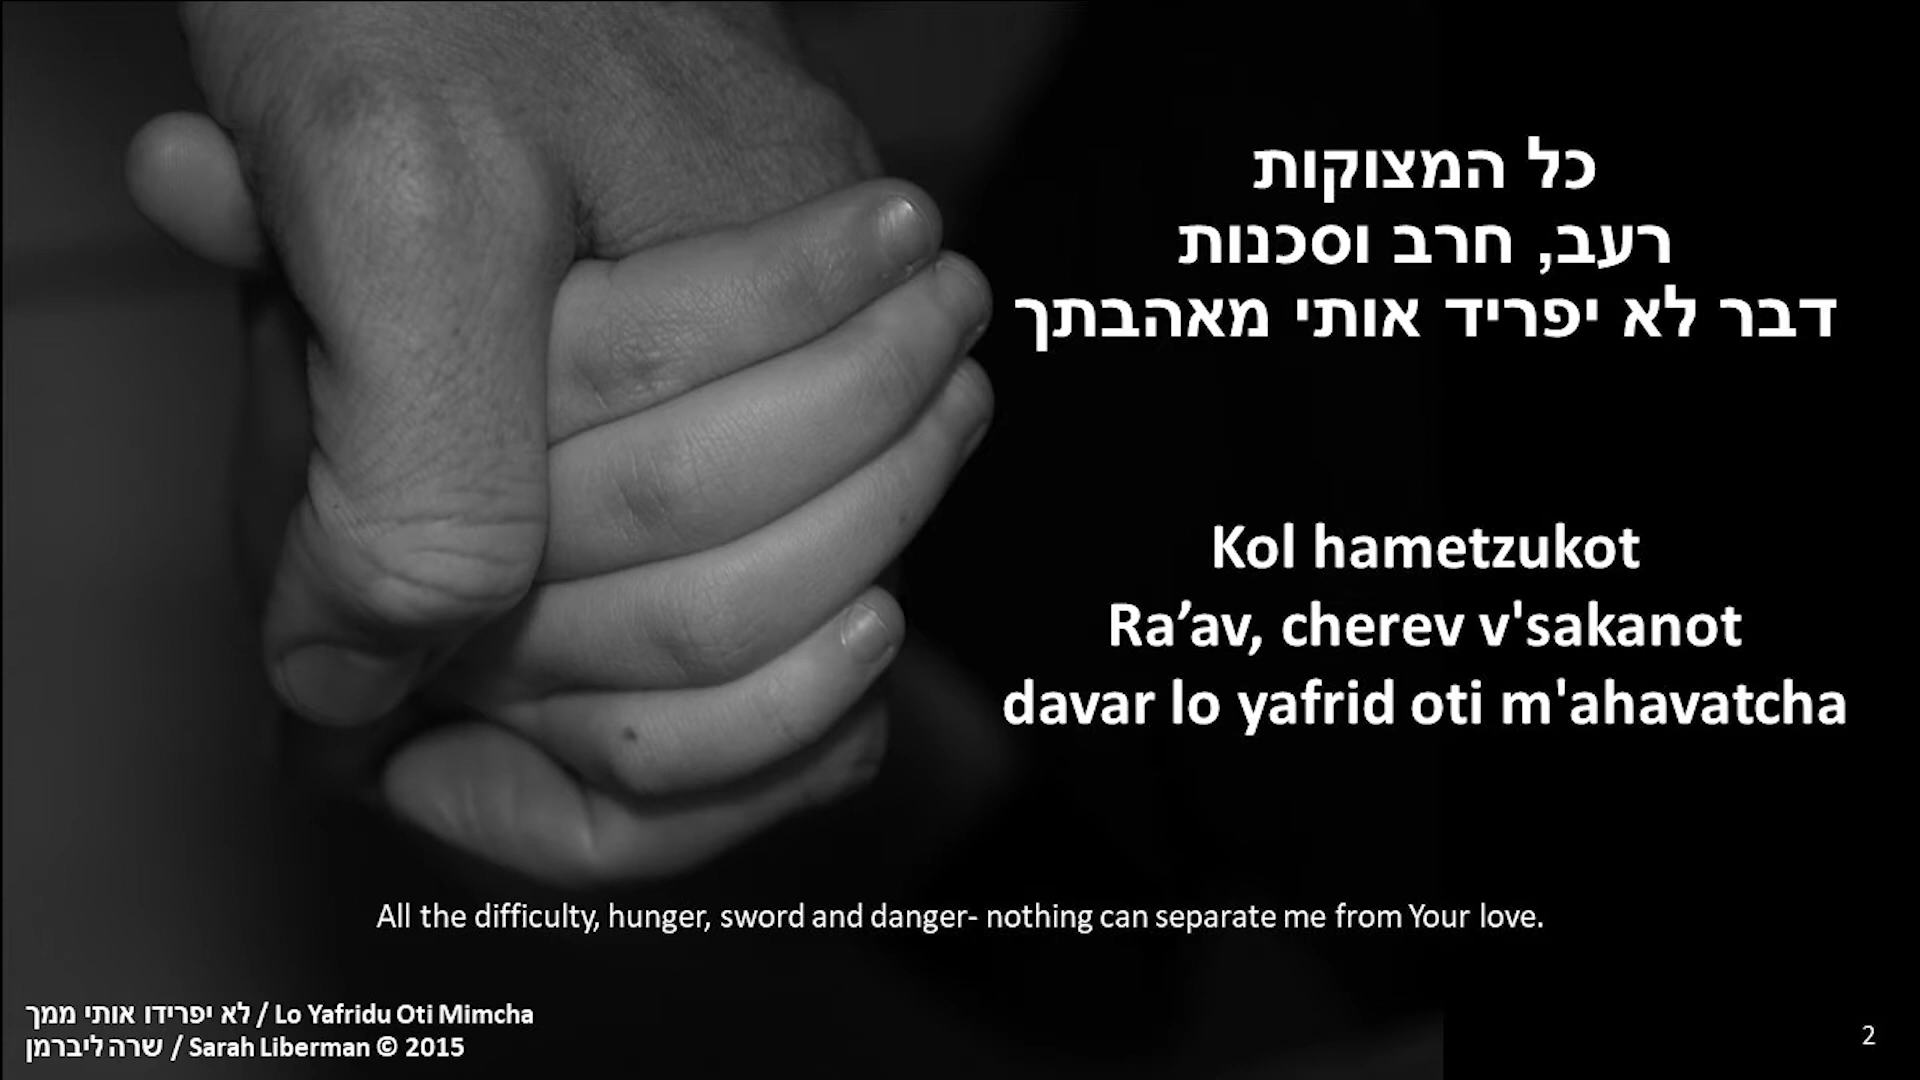 כל המצוקות
רעב, חרב וסכנות
דבר לא יפריד אותי מאהבתך
Kol hametzukot
Ra’av, cherev v'sakanot
davar lo yafrid oti m'ahavatcha
All the difficulty, hunger, sword and danger- nothing can separate me from Your love.
לא יפרידו אותי ממך / Lo Yafridu Oti Mimcha
שרה ליברמן / Sarah Liberman © 2015
2